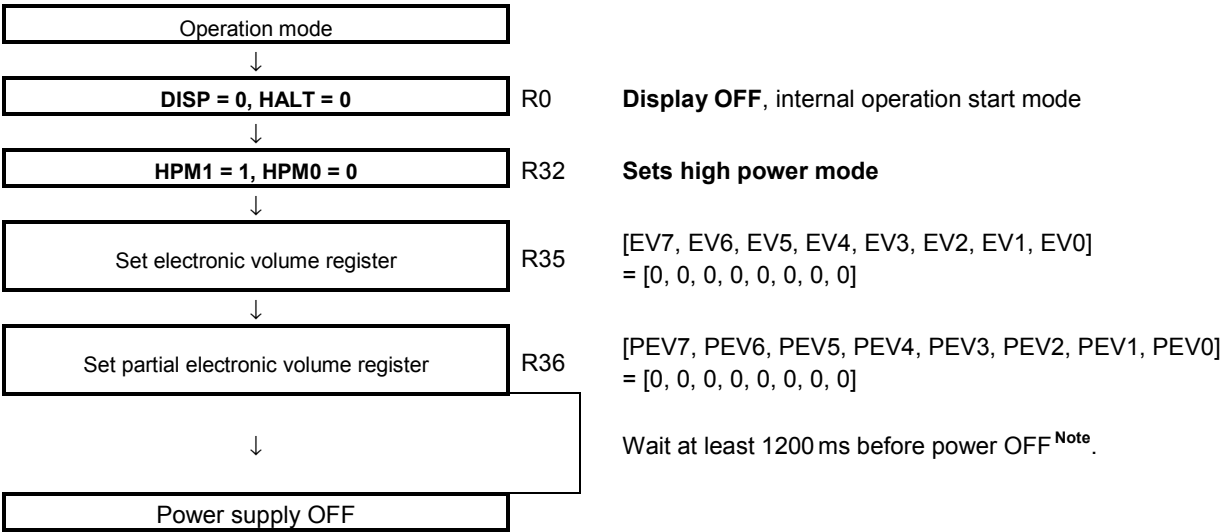 Operation mode
↓
DISP = 0, HALT = 0 R0 Display OFF, internal operation start mode
↓
HPM1 = 1, HPM0 = 0 R32 Sets high power mode
↓
Set electronic volume register R35 [EV7, EV6, EV5, EV4, EV3, EV2, EV1, EV0]
= [0, 0, 0, 0, 0, 0, 0, 0]
↓
Set partial electronic volume register R36 [PEV7, PEV6, PEV5, PEV4, PEV3, PEV2, PEV1, PEV0]
= [0, 0, 0, 0, 0, 0, 0, 0]
↓ Wait at least 1200 ms before power OFF Note.
Power supply OFF